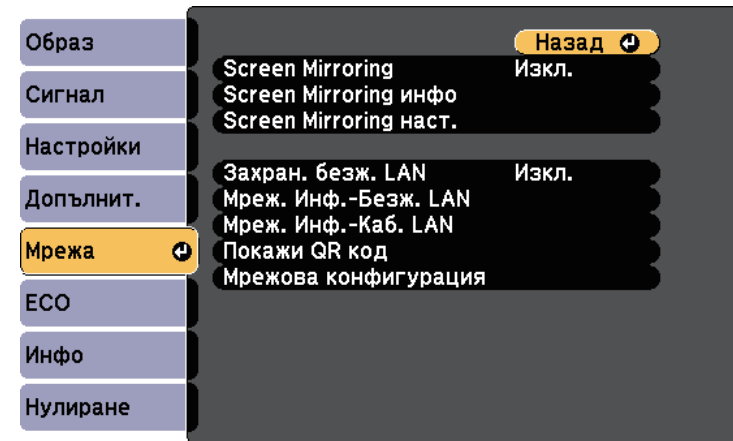 Образ
Сигнал
Настройки
Допълнит.
Мрежа
ECO
Инфо
Нулиране
Назад
Screen Mirroring Изкл.
Screen Mirroring инфо
Screen Mirroring наст.
Захран. безж. LAN Изкл.
Мреж. Инф.-Безж. LAN
Мреж. Инф.-Каб. LAN
Покажи QR код
Мрежова конфигурация